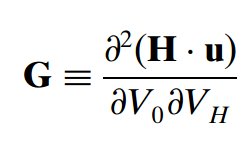 𝐆 ≡ ∂²(𝐇 · 𝐮) / ∂V₀∂V_H